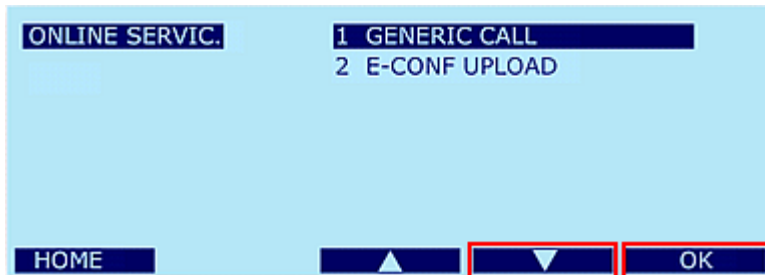 ONLINE SERVIC.
1 GENERIC CALL
2 E-CONF UPLOAD
HOME ▲ ▼ OK